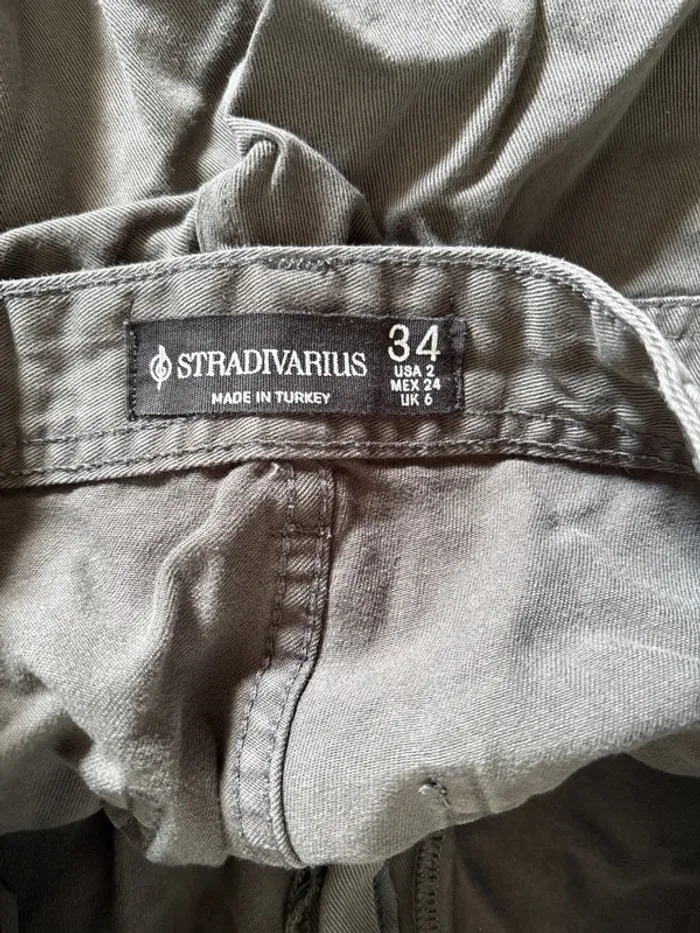 STRADIVARIUS
MADE IN TURKEY
34
USA 2
MEX 24
UK 6